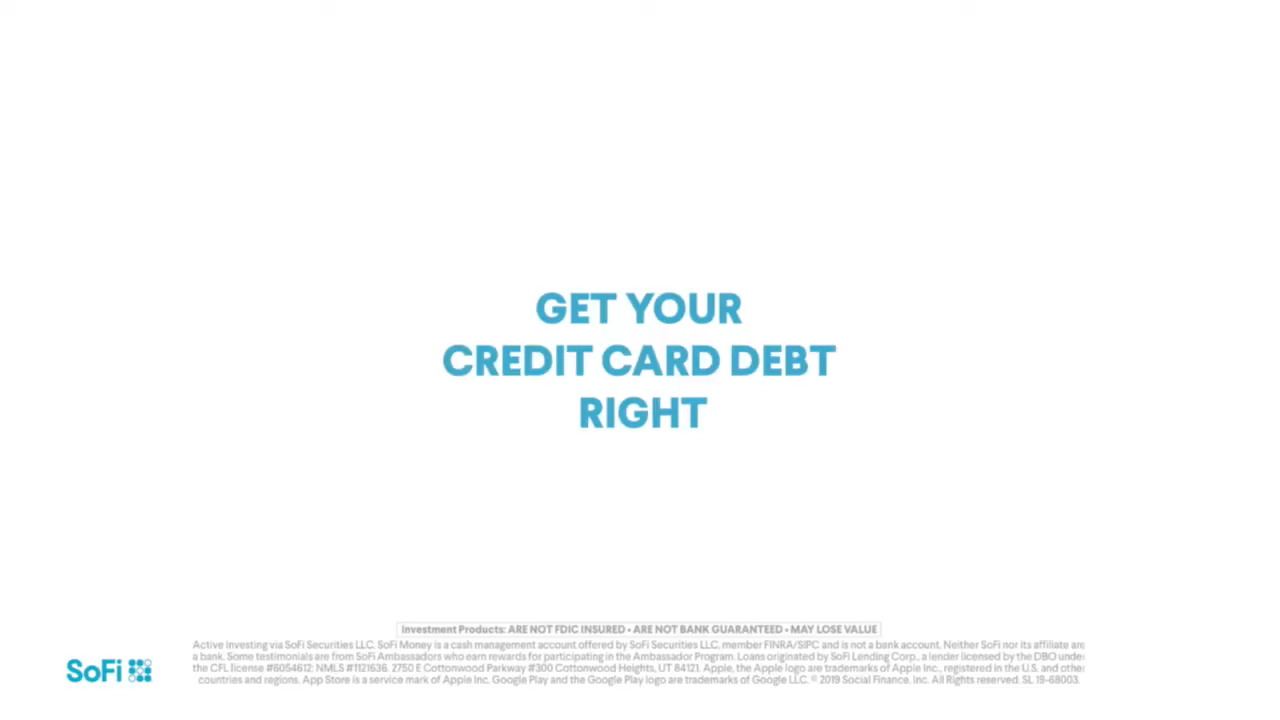 GET YOUR
CREDIT CARD DEBT
RIGHT
Investment Products: ARE NOT FDIC INSURED • ARE NOT BANK GUARANTEED • MAY LOSE VALUE
Active Investing via SoFi Securities LLC. SoFi Money is a cash management account offered by SoFi Securities LLC, member FINRA/SIPC and is not a bank account. Neither SoFi nor its affiliate are
a bank. Some testimonials are from SoFi Ambassadors who earn rewards for participating in the Ambassador Program. Loans originated by SoFi Lending Corp., a lender licensed by the DBO under
the CFL license #6054612; NMLS #1121636. 2750 E Cottonwood Parkway #300 Cottonwood Heights, UT 84121. Apple, the Apple logo are trademarks of Apple Inc., registered in the U.S. and other
countries and regions. App Store is a service mark of Apple Inc. Google Play and the Google Play logo are trademarks of Google LLC. © 2019 Social Finance, Inc. All Rights reserved. SL 19-68003.
SoFi